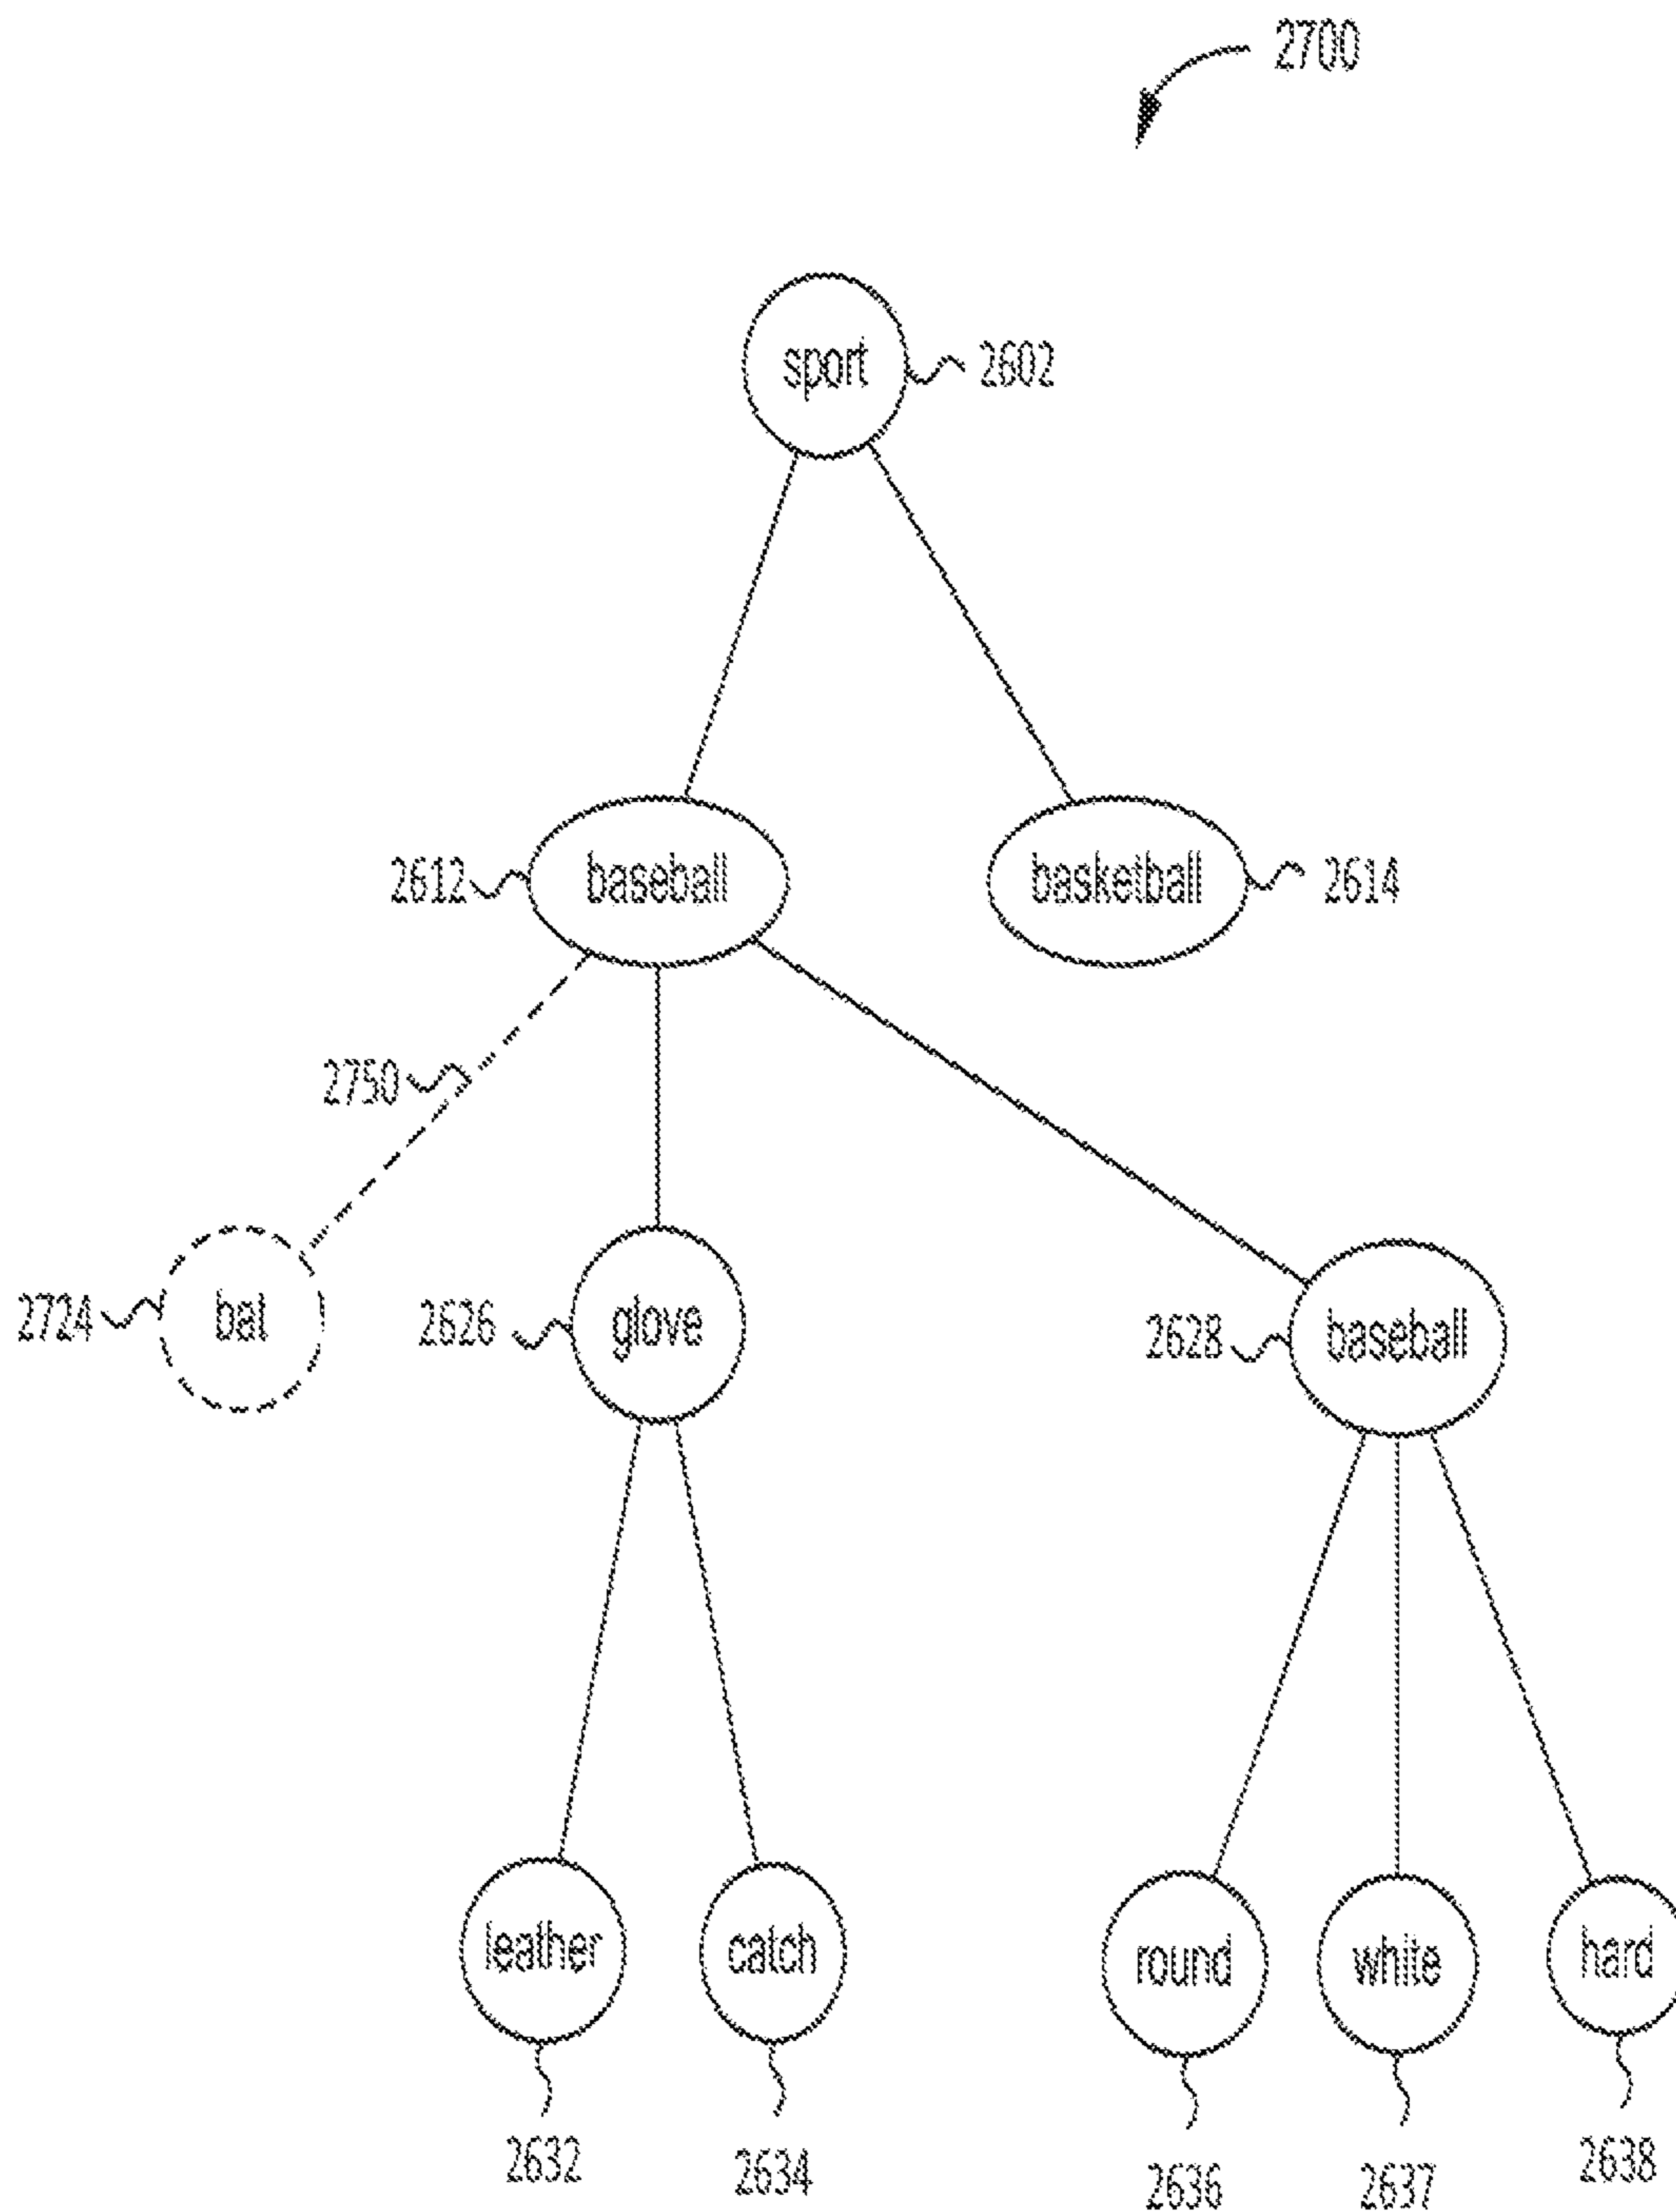 2700
sport 2602
2612 baseball basketball 2614
2750
2724 bat 2626 glove 2628 baseball
leather catch round white hard
2632 2634 2636 2637 2638